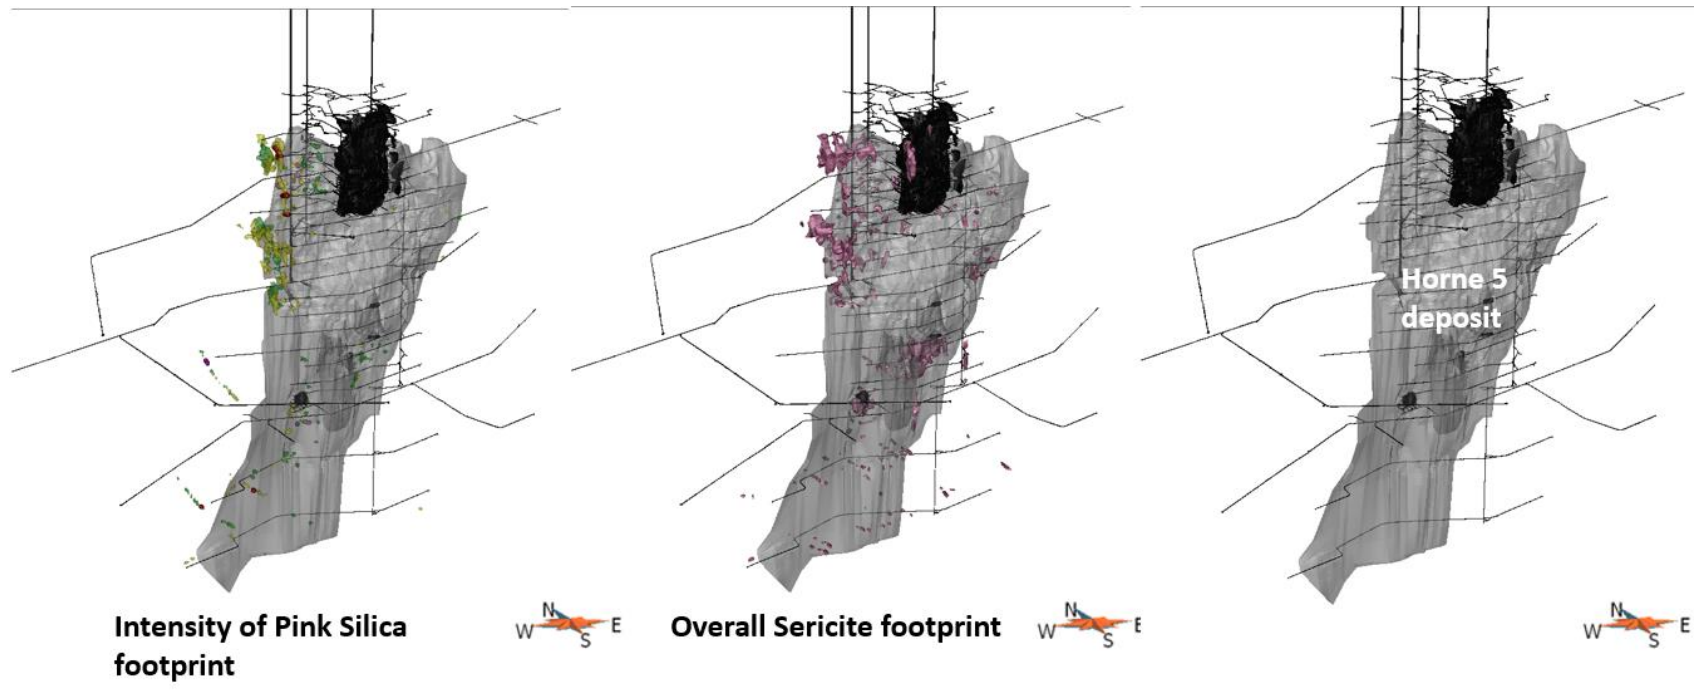 Horne 5
deposit
Intensity of Pink Silica
footprint
N
W
E
S
Overall Sericite footprint
N
W
E
S
N
W
E
S